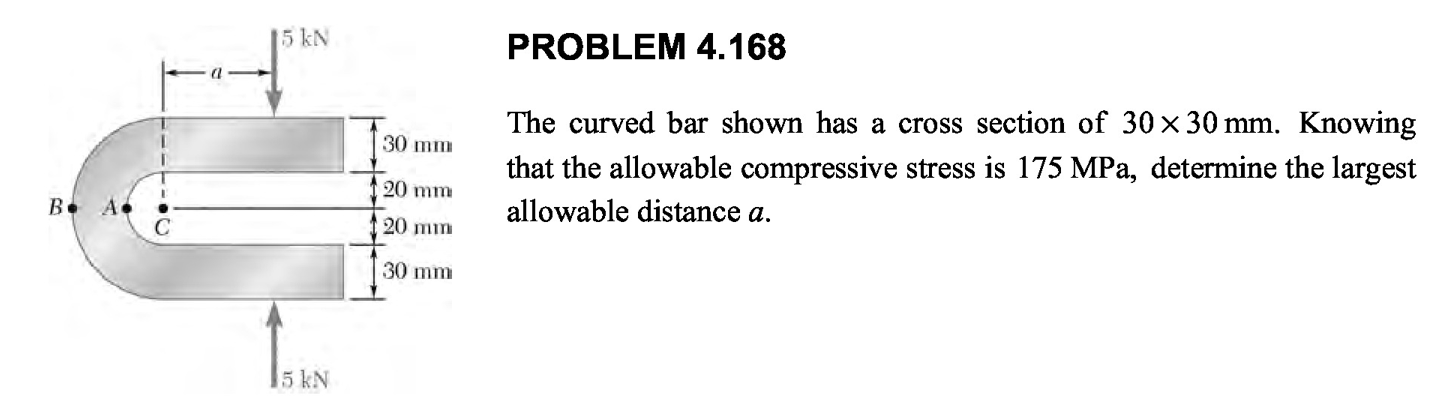 5 kN
PROBLEM 4.168
a
The curved bar shown has a cross section of 30 × 30 mm. Knowing
30 mm
that the allowable compressive stress is 175 MPa, determine the largest
20 mm
B A C
allowable distance a.
20 mm
30 mm
5 kN